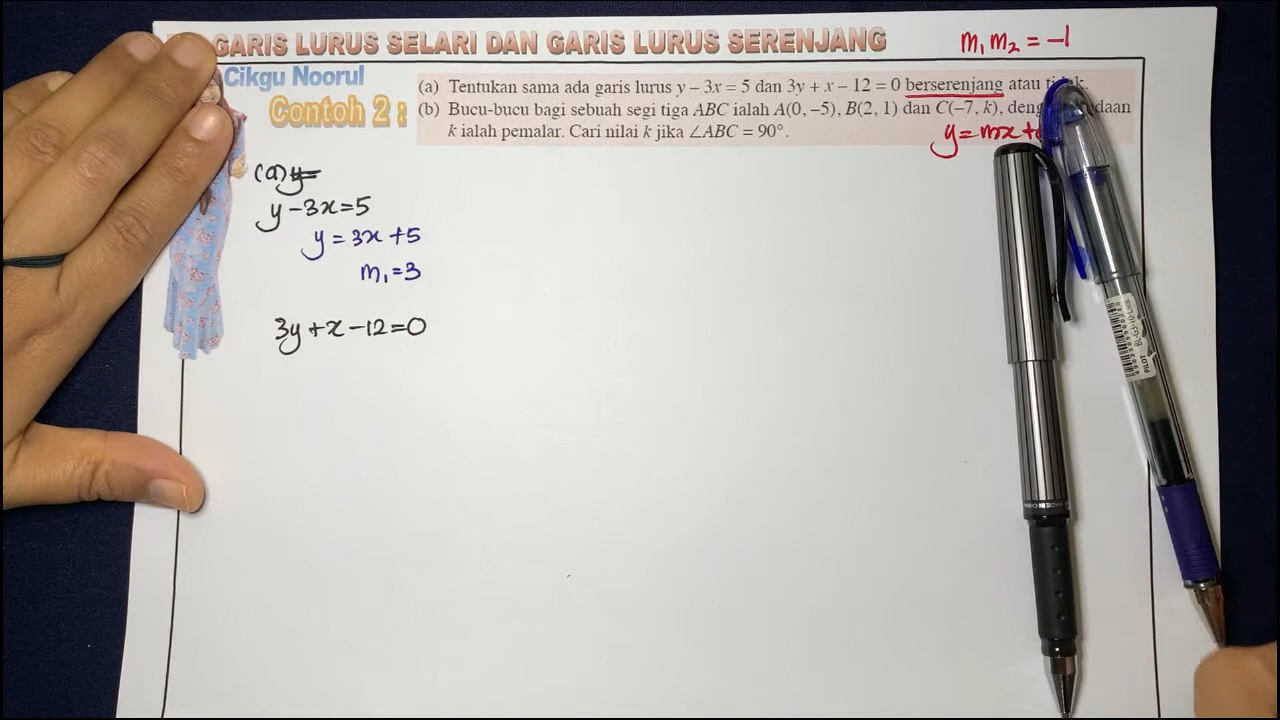 GARIS LURUS SELARI DAN GARIS LURUS SERENJANG
m₁m₂ = -1
Cikgu Noorul
Contoh 2 :
(a) Tentukan sama ada garis lurus y − 3x = 5 dan 3y + x − 12 = 0 berserenjang atau tidak.
(b) Bucu-bucu bagi sebuah segi tiga ABC ialah A(0, −5), B(2, 1) dan C(−7, k), daan
k ialah pemalar. Cari nilai k jika ∠ABC = 90°.
y = mx +
(a) y=
y − 3x = 5
y = 3x + 5
m₁ = 3
3y + x − 12 = 0
PILOT